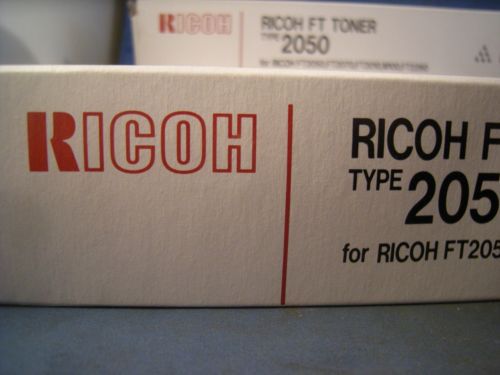 RICOH
RICOH FT TONER
TYPE 2050
RICOH
RICOH F
TYPE 205
for RICOH FT205